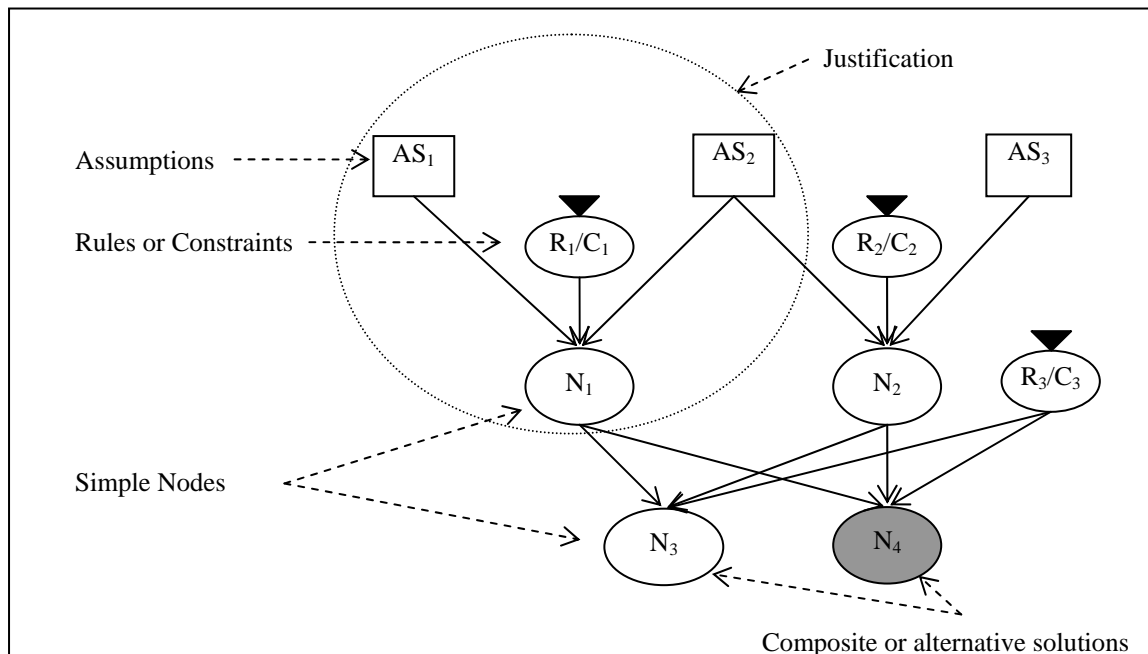 Justification
Assumptions
AS₁
AS₂
AS₃
Rules or Constraints
R₁/C₁
R₂/C₂
N₁
N₂
R₃/C₃
Simple Nodes
N₃
N₄
Composite or alternative solutions